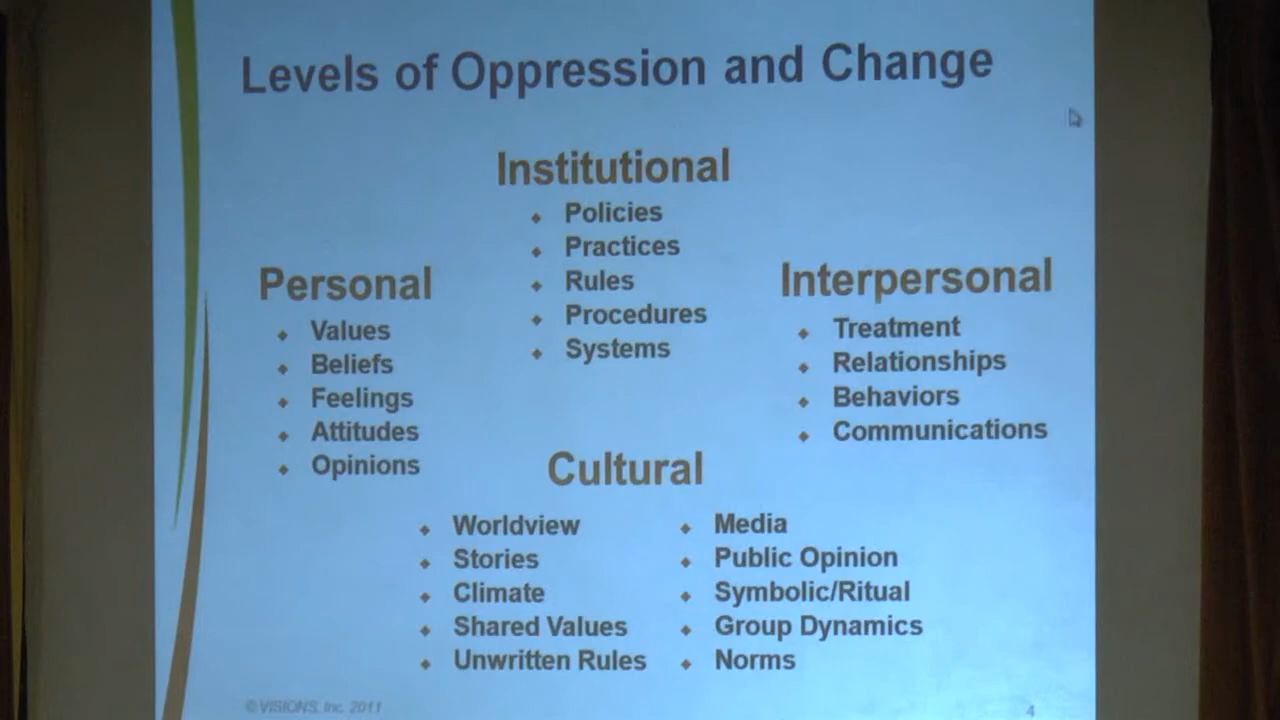 Levels of Oppression and Change
Institutional
Policies
Practices
Rules
Procedures
Systems
Personal
Values
Beliefs
Feelings
Attitudes
Opinions
Interpersonal
Treatment
Relationships
Behaviors
Communications
Cultural
Worldview
Stories
Climate
Shared Values
Unwritten Rules
Media
Public Opinion
Symbolic/Ritual
Group Dynamics
Norms
© VISIONS, Inc. 2011
4